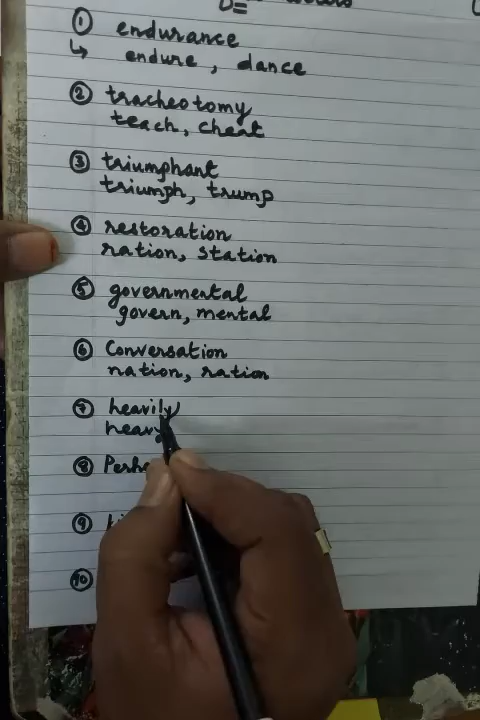 ① endurance
↳ endure, dance
② tracheotomy
teach, cheat
③ triumphant
triumph, trump
④ restoration
ration, station
⑤ governmental
govern, mental
⑥ Conversation
nation, ration
⑦ heavily
heavy
⑧
⑨
⑩